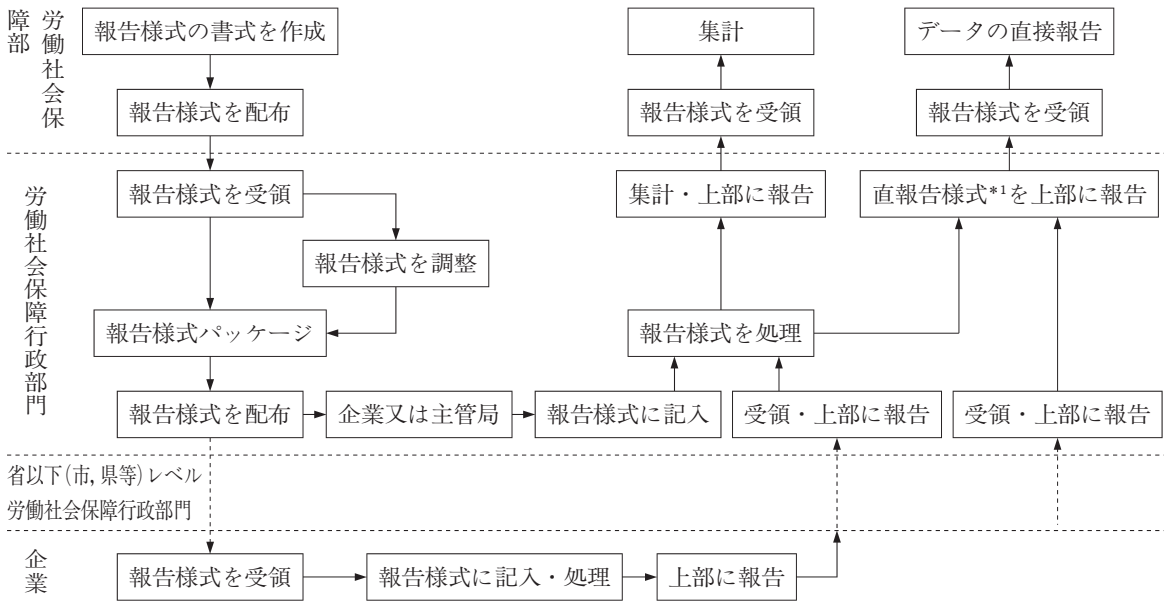 労働社会保
障部
報告様式の書式を作成
集計
データの直接報告
報告様式を配布
報告様式を受領
報告様式を受領
労働社会保障行政部門
報告様式を受領
集計・上部に報告
直報告様式*1を上部に報告
報告様式を調整
報告様式パッケージ
報告様式を処理
報告様式を配布
企業又は主管局
報告様式に記入
受領・上部に報告
受領・上部に報告
省以下(市, 県等)レベル
労働社会保障行政部門
企業
報告様式を受領
報告様式に記入・処理
上部に報告